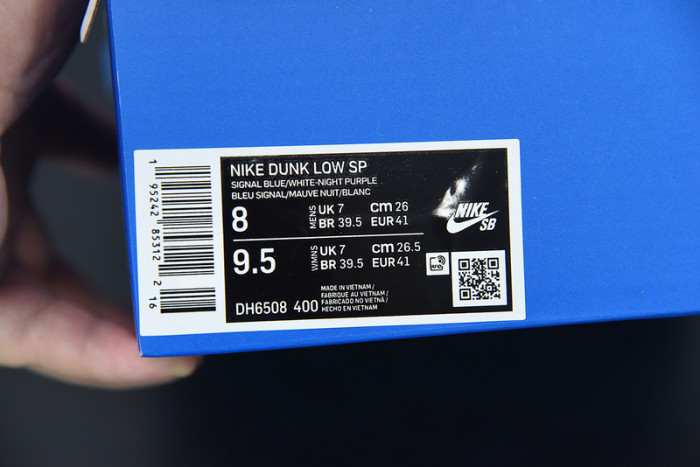 1 95242 85312 2 16
NIKE DUNK LOW SP
SIGNAL BLUE/WHITE-NIGHT PURPLE
BLEU SIGNAL/MAUVE NUIT/BLANC
8 MENS UK 7 cm 26
BR 39.5 EUR 41
9.5 WMNS UK 7 cm 26.5
BR 39.5 EUR 41
NIKE
SB
MADE IN VIETNAM /
FABRIQUE AU VIETNAM /
FABRICADO NO VIETNÃ /
HECHO EN VIETNAM
DH6508 400